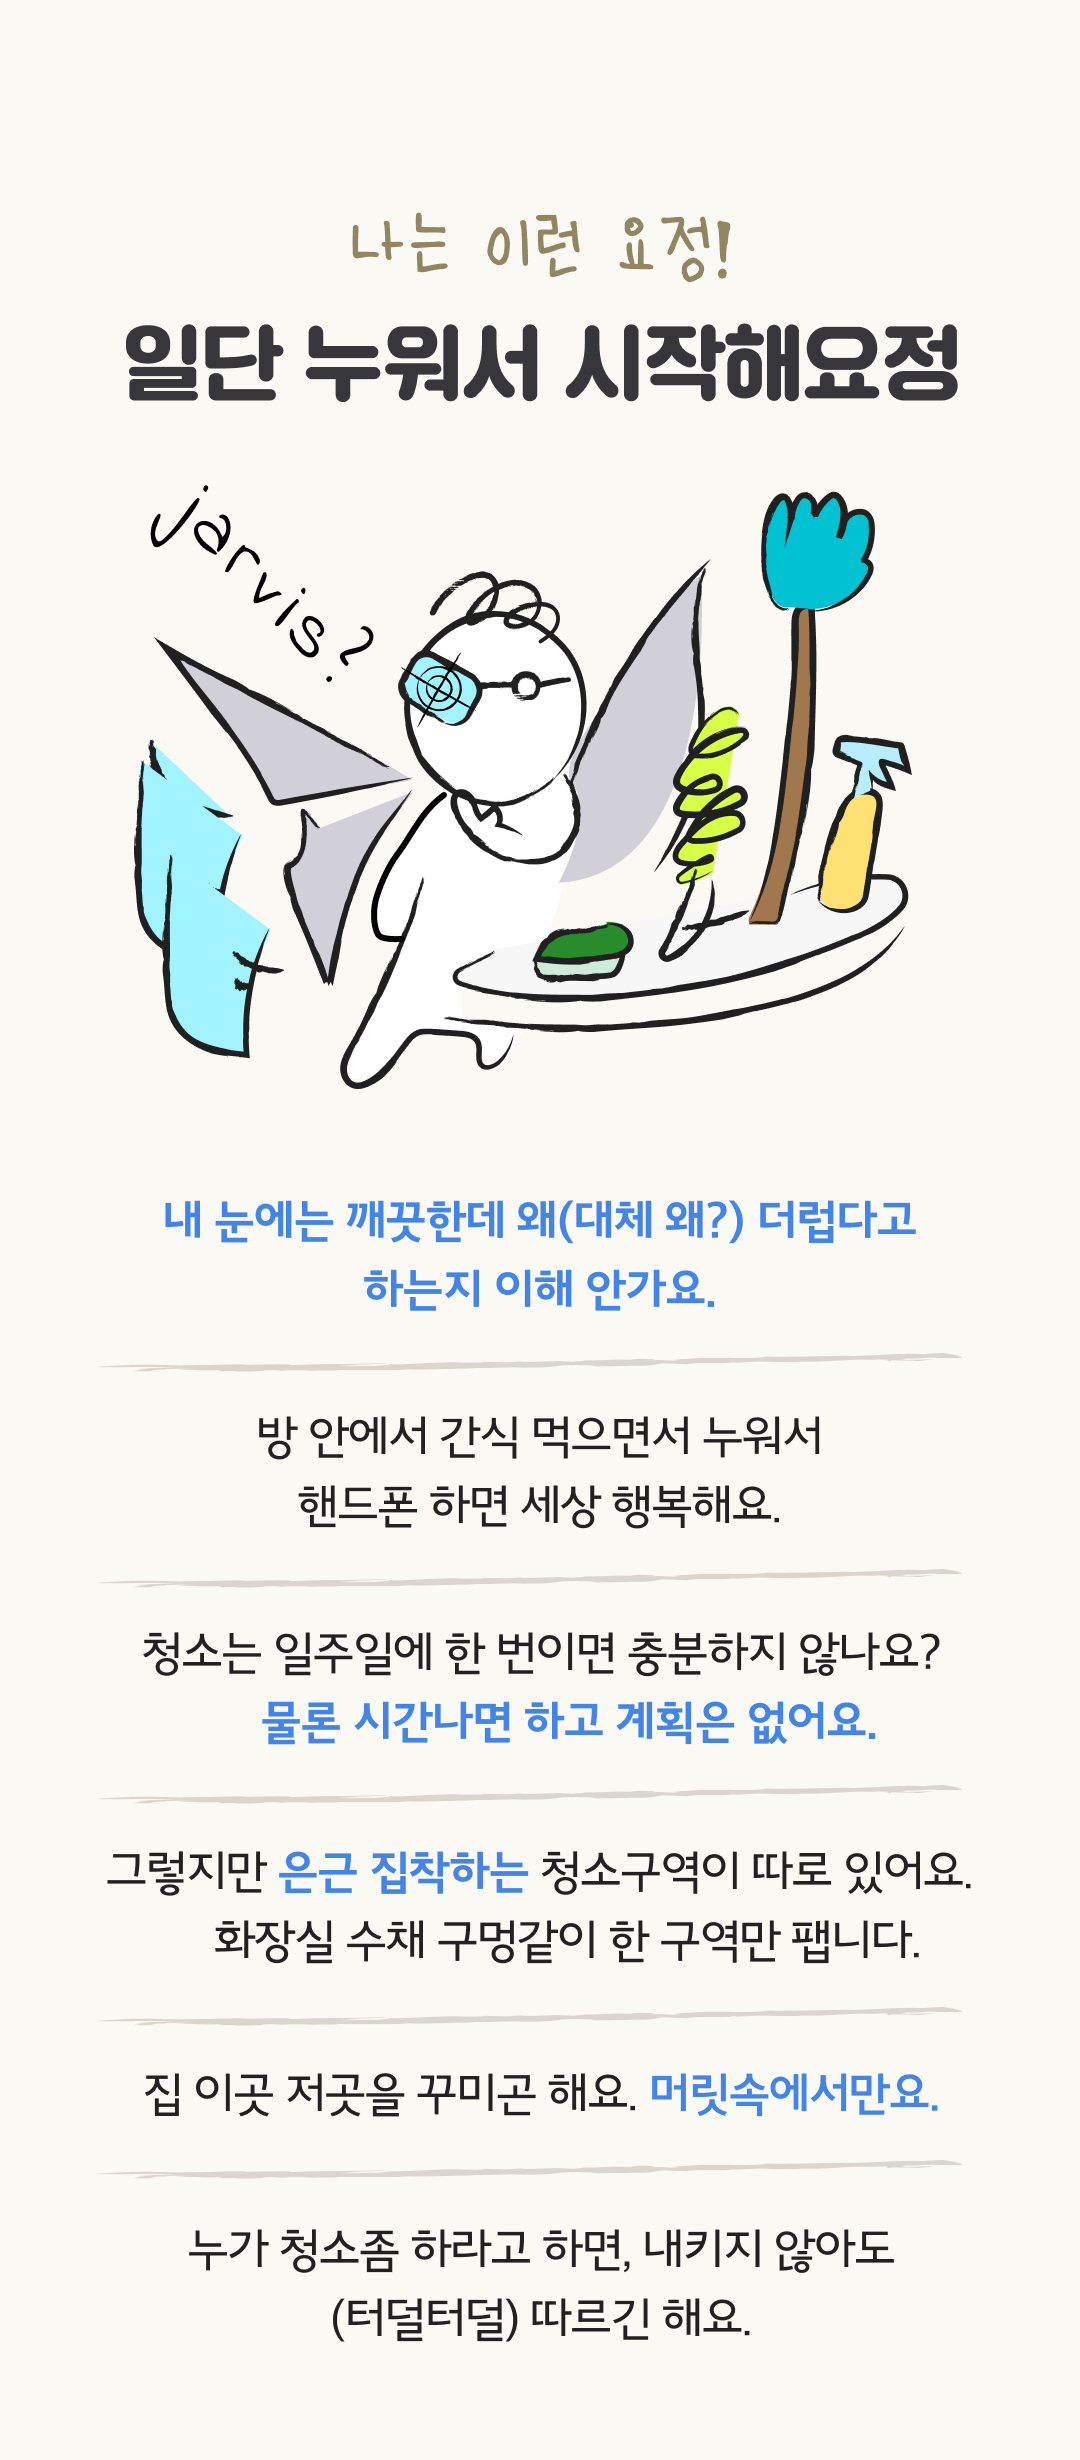 나는 이런 요정!
일단 누워서 시작해요정
jarvis?
내 눈에는 깨끗한데 왜(대체 왜?) 더럽다고
하는지 이해 안가요.
방 안에서 간식 먹으면서 누워서
핸드폰 하면 세상 행복해요.
청소는 일주일에 한 번이면 충분하지 않나요?
물론 시간나면 하고 계획은 없어요.
그렇지만 은근 집착하는 청소구역이 따로 있어요.
화장실 수채 구멍같이 한 구역만 팹니다.
집 이곳 저곳을 꾸미곤 해요. 머릿속에서만요.
누가 청소좀 하라고 하면, 내키지 않아도
(터덜터덜) 따르긴 해요.